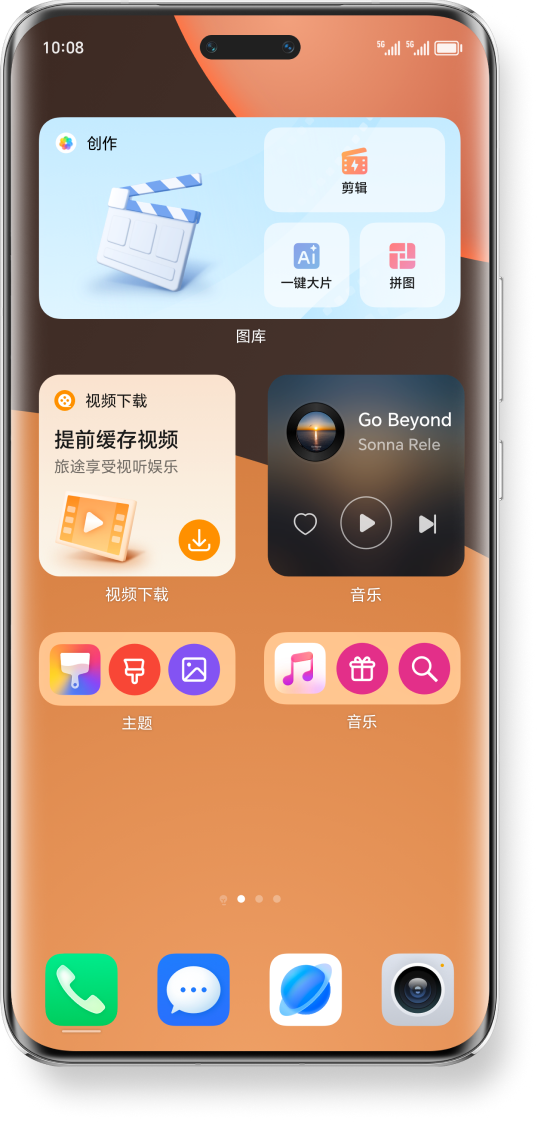 10:08
5G 5G
创作
剪辑
Ai
一键大片
拼图
图库
视频下载
提前缓存视频
旅途享受视听娱乐
视频下载
Go Beyond
Sonna Rele
音乐
主题
音乐